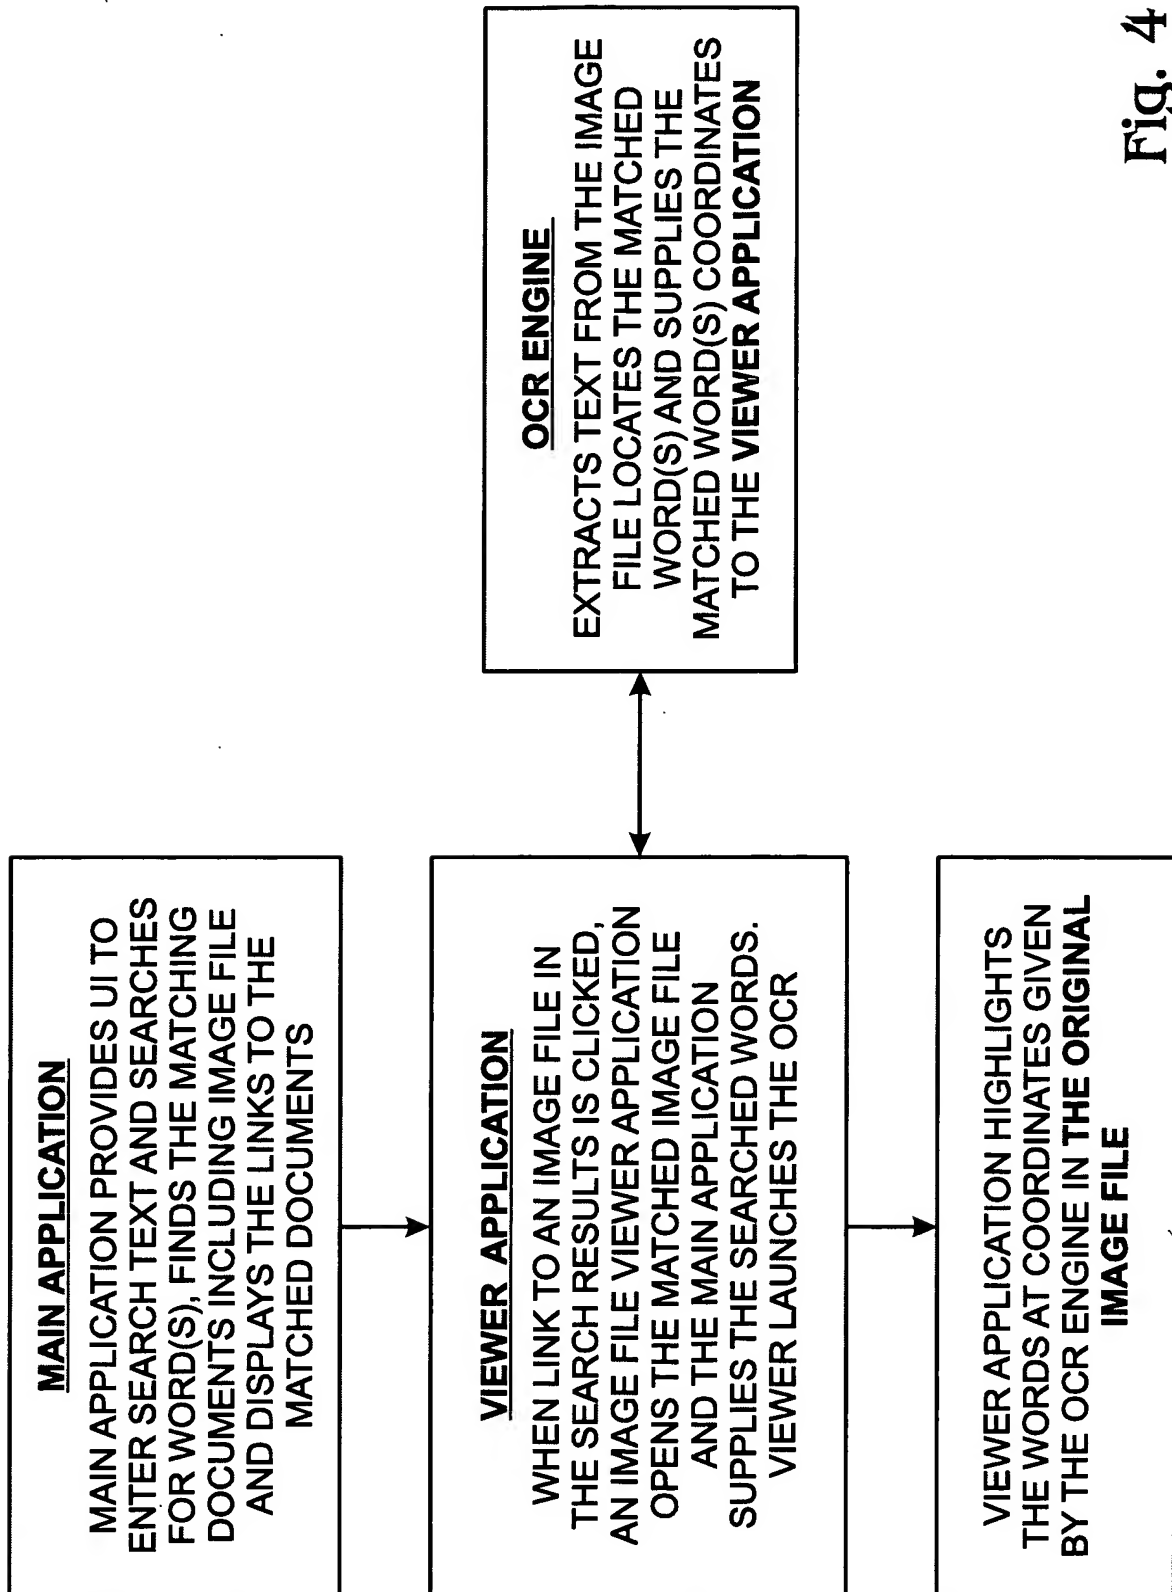 MAIN APPLICATION
MAIN APPLICATION PROVIDES UI TO
ENTER SEARCH TEXT AND SEARCHES
FOR WORD(S), FINDS THE MATCHING
DOCUMENTS INCLUDING IMAGE FILE
AND DISPLAYS THE LINKS TO THE
MATCHED DOCUMENTS
VIEWER APPLICATION
WHEN LINK TO AN IMAGE FILE IN
THE SEARCH RESULTS IS CLICKED,
AN IMAGE FILE VIEWER APPLICATION
OPENS THE MATCHED IMAGE FILE
AND THE MAIN APPLICATION
SUPPLIES THE SEARCHED WORDS.
VIEWER LAUNCHES THE OCR
OCR ENGINE
EXTRACTS TEXT FROM THE IMAGE
FILE LOCATES THE MATCHED
WORD(S) AND SUPPLIES THE
MATCHED WORD(S) COORDINATES
TO THE VIEWER APPLICATION
VIEWER APPLICATION HIGHLIGHTS
THE WORDS AT COORDINATES GIVEN
BY THE OCR ENGINE IN THE ORIGINAL
IMAGE FILE
Fig. 4